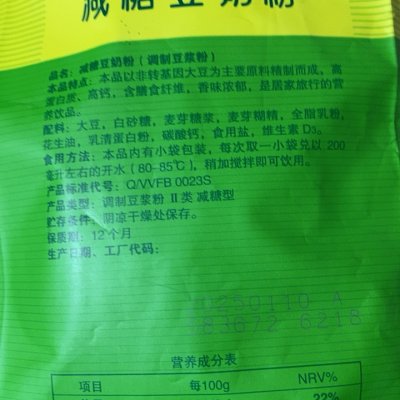 减糖豆奶粉
品名：减糖豆奶粉（调制豆浆粉）
本品特点：本品以非转基因大豆为主要原料精制而成，高
蛋白质、高钙，含膳食纤维，香味浓郁，是居家旅行的营
养饮品。
配料：大豆，白砂糖，麦芽糖浆，麦芽糊精，全脂乳粉，
花生油，乳清蛋白粉，碳酸钙，食用盐，维生素D₃。
食用方法：本品内有小袋包装，每次取一小袋兑以 200
毫升左右的开水（80-85℃），稍加搅拌即可饮用。
产品标准代号：Q/VVFB 0023S
产品类型：调制豆浆粉 Ⅱ类 减糖型
贮存条件：阴凉干燥处保存。
保质期：12个月
生产日期、工厂代码：
20250110 A
83672 6218
营养成分表
项目 每100g NRV%
22%